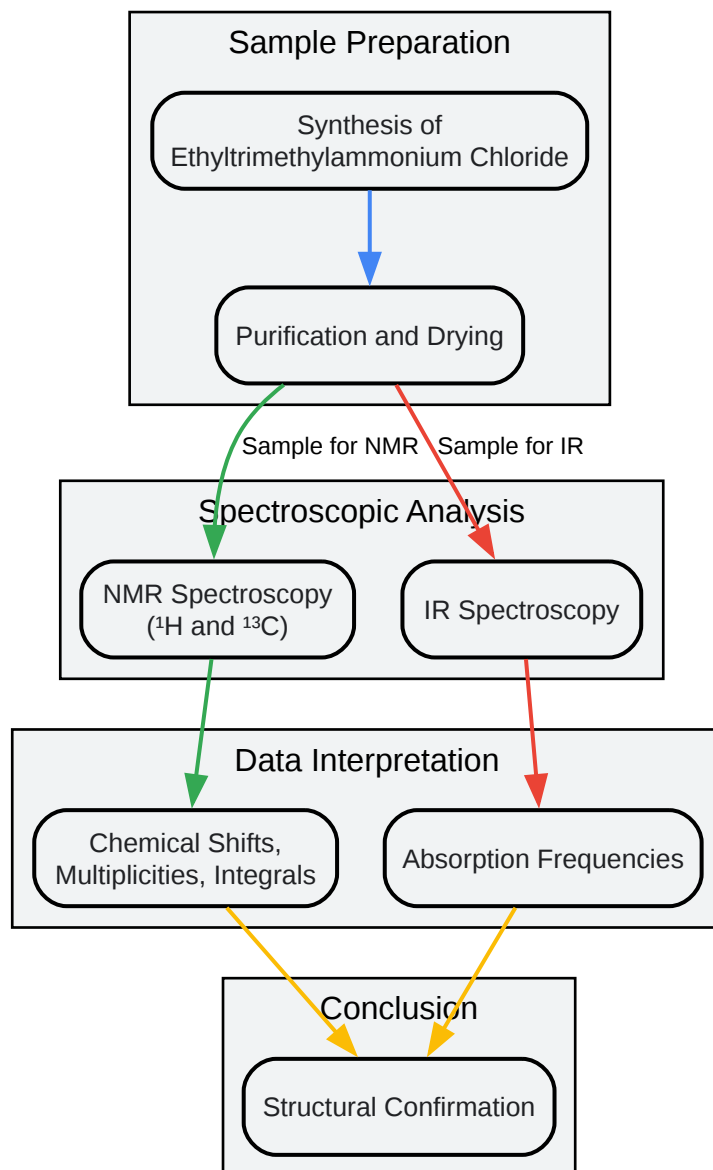 Sample Preparation
Synthesis of
Ethyltrimethylammonium Chloride
Purification and Drying
Sample for NMR
Sample for IR
Spectroscopic Analysis
NMR Spectroscopy
(¹H and ¹³C)
IR Spectroscopy
Data Interpretation
Chemical Shifts,
Multiplicities, Integrals
Absorption Frequencies
Conclusion
Structural Confirmation